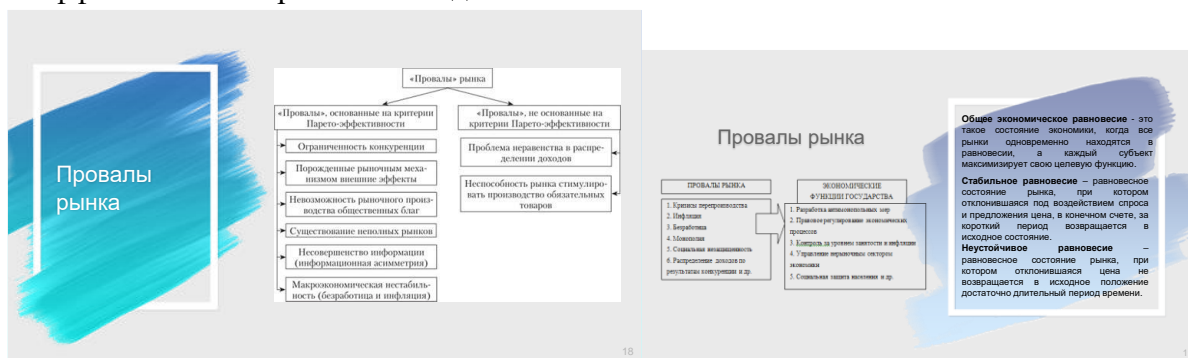 Провалы
рынка
«Провалы» рынка
«Провалы», основанные на критерии
Парето-эффективности
Ограниченность конкуренции
Порожденные рыночным меха-
низмом внешние эффекты
Невозможность рыночного произ-
водства общественных благ
Существование неполных рынков
Несовершенство информации
(информационная асимметрия)
Макроэкономическая нестабиль-
ность (безработица и инфляция)
«Провалы», не основанные на
критерии Парето-эффективности
Проблема неравенства в распре-
делении доходов
Неспособность рынка стимулиро-
вать производство обязательных
товаров
18
Провалы рынка
ПРОВАЛЫ РЫНКА
1. Кризисы перепроизводства
2. Инфляция
3. Безработица
4. Монополия
5. Социальная незащищенность
6. Распределение доходов по
результатам конкуренции и др.
ЭКОНОМИЧЕСКИЕ
ФУНКЦИИ ГОСУДАРСТВА
1. Разработка антимонопольных мер
2. Правовое регулирование экономических
процессов
3. Контроль за уровнем занятости и инфляции
4. Управление нерыночным сектором
экономики
5. Социальная защита населения и др.
Общее экономическое равновесие - это
такое состояние экономики, когда все
рынки одновременно находятся в
равновесии, а каждый субъект
максимизирует свою целевую функцию.
Стабильное равновесие – равновесное
состояние рынка, при котором
отклонившаяся под воздействием спроса
и предложения цена, в конечном счете, за
короткий период возвращается в
исходное состояние.
Неустойчивое равновесие –
равновесное состояние рынка, при
котором отклонившаяся цена не
возвращается в исходное положение
достаточно длительный период времени.
1